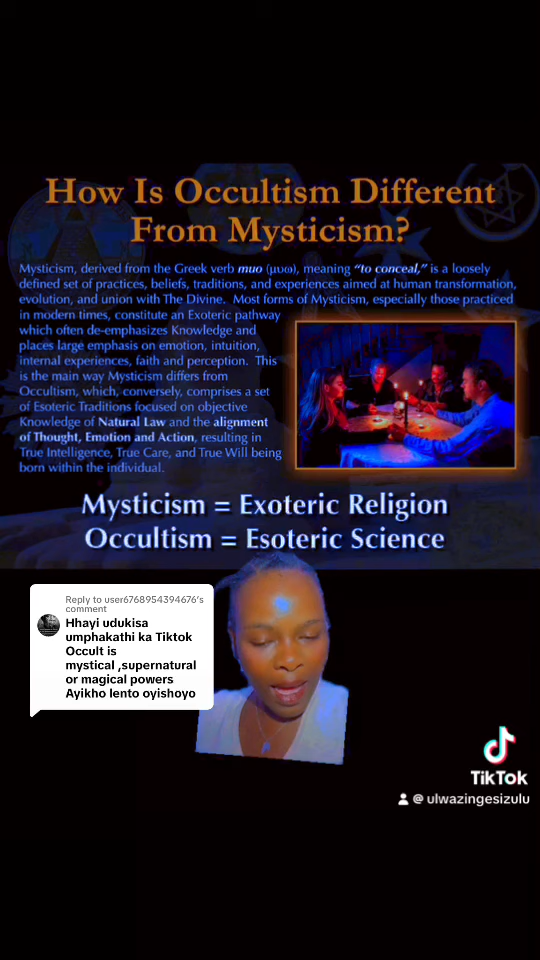 How Is Occultism Different
From Mysticism?
Mysticism, derived from the Greek verb muo (μυω), meaning “to conceal,” is a loosely
defined set of practices, beliefs, traditions, and experiences aimed at human transformation,
evolution, and union with The Divine. Most forms of Mysticism, especially those practiced
in modern times, constitute an Exoteric pathway
which often de-emphasizes Knowledge and
places large emphasis on emotion, intuition,
internal experiences, faith and perception. This
is the main way Mysticism differs from
Occultism, which, conversely, comprises a set
of Esoteric Traditions focused on objective
Knowledge of Natural Law and the alignment
of Thought, Emotion and Action, resulting in
True Intelligence, True Care, and True Will being
born within the individual.
Mysticism = Exoteric Religion
Occultism = Esoteric Science
Reply to user6768954394676's
comment
Hhayi udukisa
umphakathi ka Tiktok
Occult is
mystical ,supernatural
or magical powers
Ayikho lento oyishoyo
TikTok
@ ulwazingesizulu